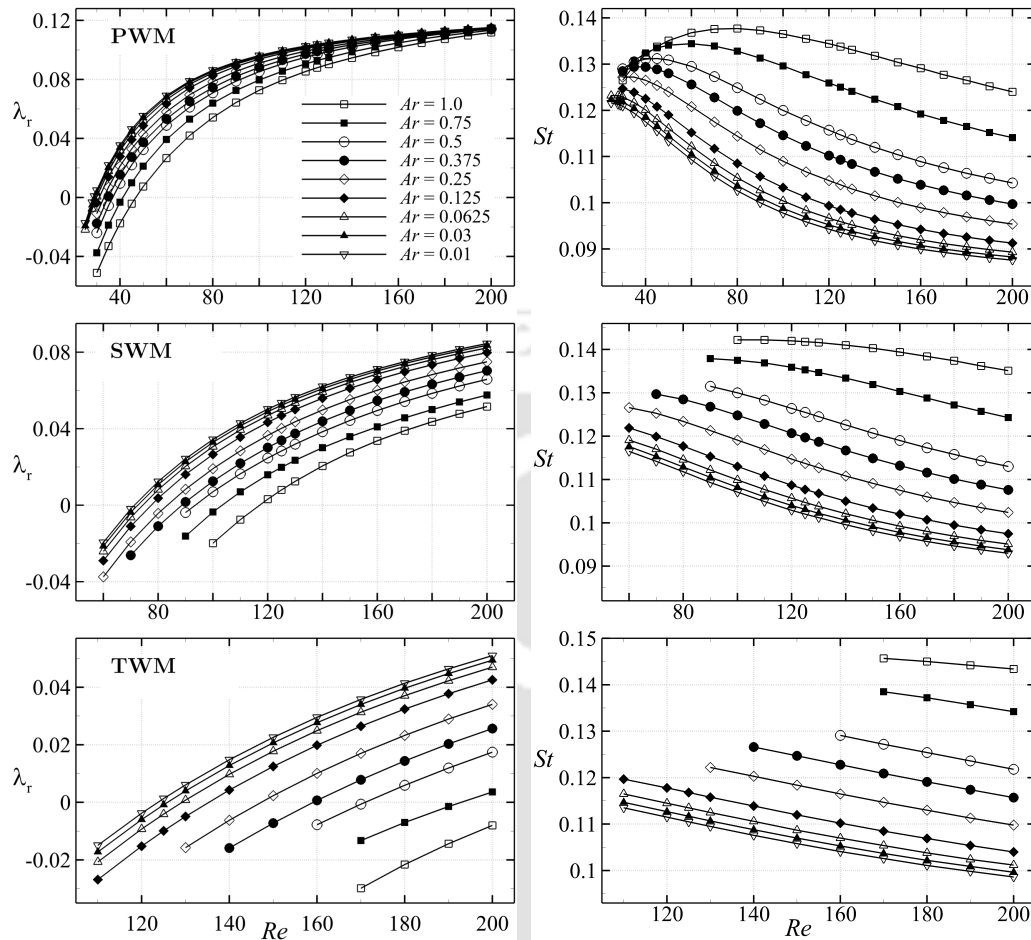 0.12
0.08
0.04
0
-0.04
λr
PWM
Ar = 1.0
Ar = 0.75
Ar = 0.5
Ar = 0.375
Ar = 0.25
Ar = 0.125
Ar = 0.0625
Ar = 0.03
Ar = 0.01
40 80 120 160 200
0.14
0.13
0.12
0.11
0.1
0.09
St
40 80 120 160 200
0.08
0.04
0
-0.04
λr
SWM
80 120 160 200
0.14
0.13
0.12
0.11
0.1
0.09
St
80 120 160 200
0.04
0.02
0
-0.02
λr
TWM
120 140 160 180 200
Re
0.15
0.14
0.13
0.12
0.11
0.1
St
120 140 160 180 200
Re